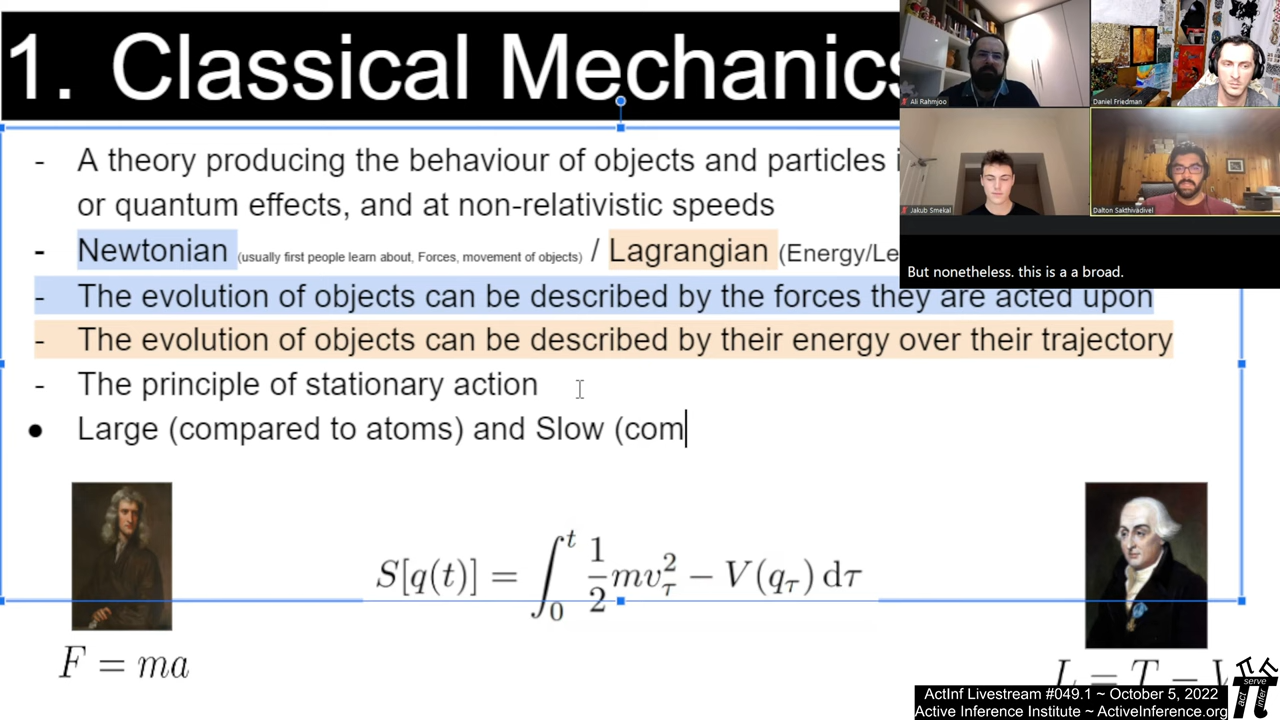 1. Classical Mechanics
- A theory producing the behaviour of objects and particles
or quantum effects, and at non-relativistic speeds
- Newtonian (usually first people learn about, Forces, movement of objects) / Lagrangian (Energy/Le
- The evolution of objects can be described by the forces they are acted upon
- The evolution of objects can be described by their energy over their trajectory
- The principle of stationary action
● Large (compared to atoms) and Slow (com
S[q(t)] = ∫₀ᵗ 1/2 mv²_τ − V(q_τ) dτ
F = ma
L = T − V
Ali Rahmjoo
Daniel Friedman
Jakub Smekal
Dalton Sakthivadivel
But nonetheless. this is a a broad.
ActInf Livestream #049.1 ~ October 5, 2022
Active Inference Institute ~ ActiveInference.org
serve
act
infer